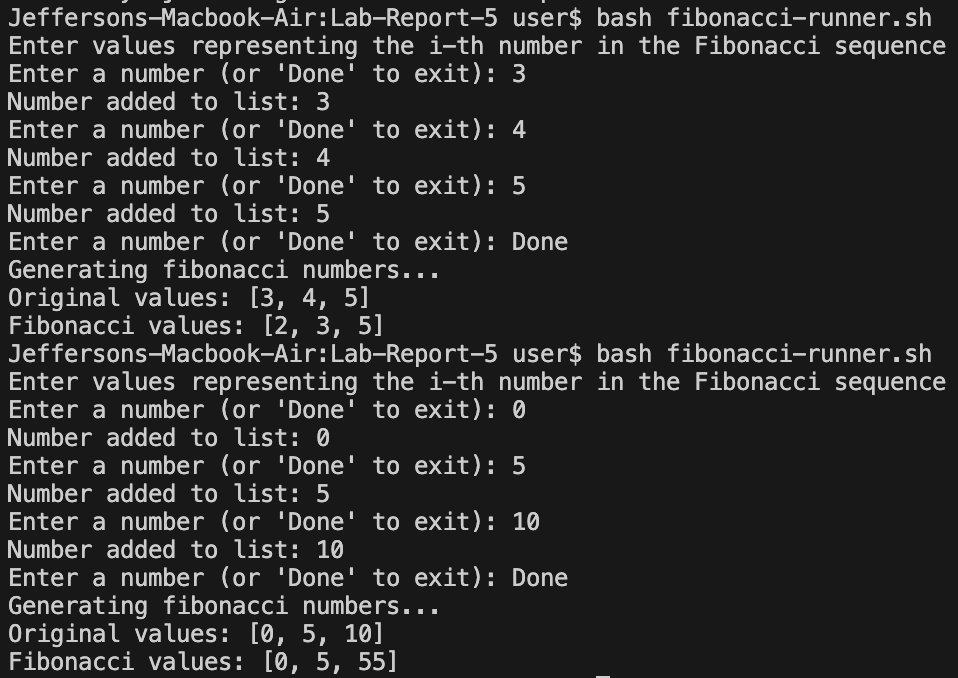 Jeffersons-Macbook-Air:Lab-Report-5 user$ bash fibonacci-runner.sh
Enter values representing the i-th number in the Fibonacci sequence
Enter a number (or 'Done' to exit): 3
Number added to list: 3
Enter a number (or 'Done' to exit): 4
Number added to list: 4
Enter a number (or 'Done' to exit): 5
Number added to list: 5
Enter a number (or 'Done' to exit): Done
Generating fibonacci numbers...
Original values: [3, 4, 5]
Fibonacci values: [2, 3, 5]
Jeffersons-Macbook-Air:Lab-Report-5 user$ bash fibonacci-runner.sh
Enter values representing the i-th number in the Fibonacci sequence
Enter a number (or 'Done' to exit): 0
Number added to list: 0
Enter a number (or 'Done' to exit): 5
Number added to list: 5
Enter a number (or 'Done' to exit): 10
Number added to list: 10
Enter a number (or 'Done' to exit): Done
Generating fibonacci numbers...
Original values: [0, 5, 10]
Fibonacci values: [0, 5, 55]